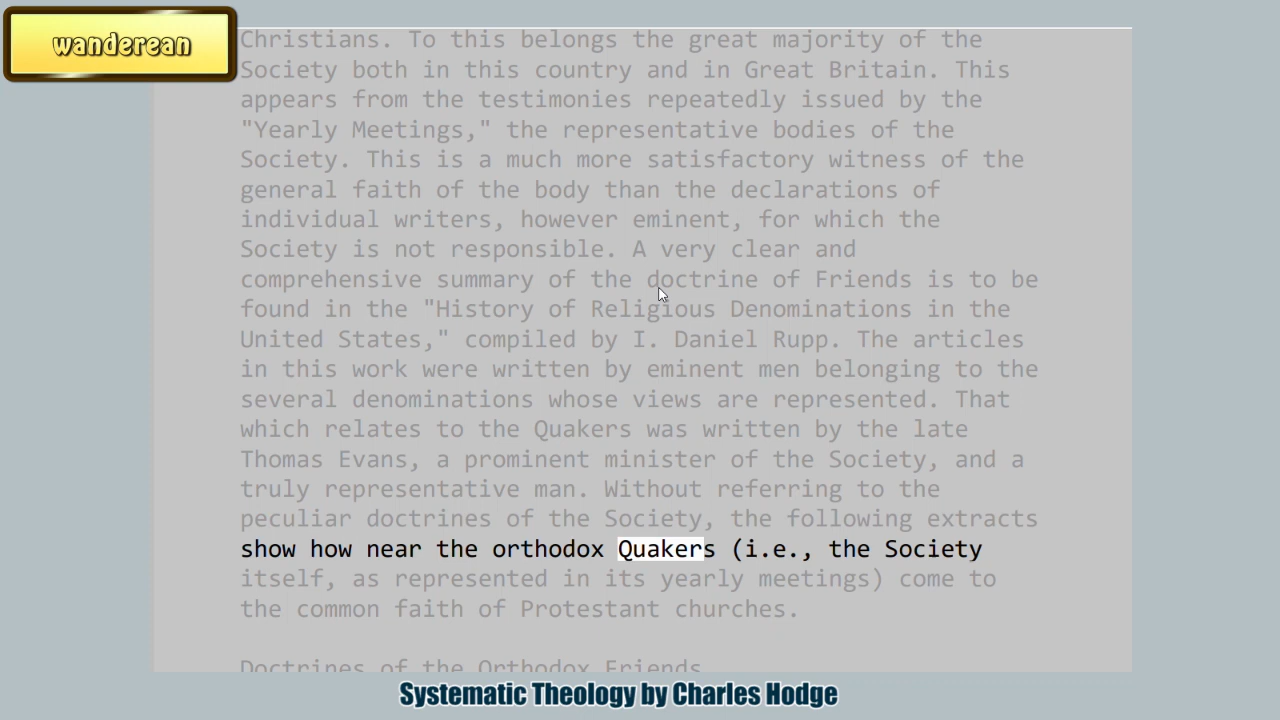 wanderean
Christians. To this belongs the great majority of the
Society both in this country and in Great Britain. This
appears from the testimonies repeatedly issued by the
"Yearly Meetings," the representative bodies of the
Society. This is a much more satisfactory witness of the
general faith of the body than the declarations of
individual writers, however eminent, for which the
Society is not responsible. A very clear and
comprehensive summary of the doctrine of Friends is to be
found in the "History of Religious Denominations in the
United States," compiled by I. Daniel Rupp. The articles
in this work were written by eminent men belonging to the
several denominations whose views are represented. That
which relates to the Quakers was written by the late
Thomas Evans, a prominent minister of the Society, and a
truly representative man. Without referring to the
peculiar doctrines of the Society, the following extracts
show how near the orthodox Quakers (i.e., the Society
itself, as represented in its yearly meetings) come to
the common faith of Protestant churches.
Doctrines of the Orthodox Friends
Systematic Theology by Charles Hodge